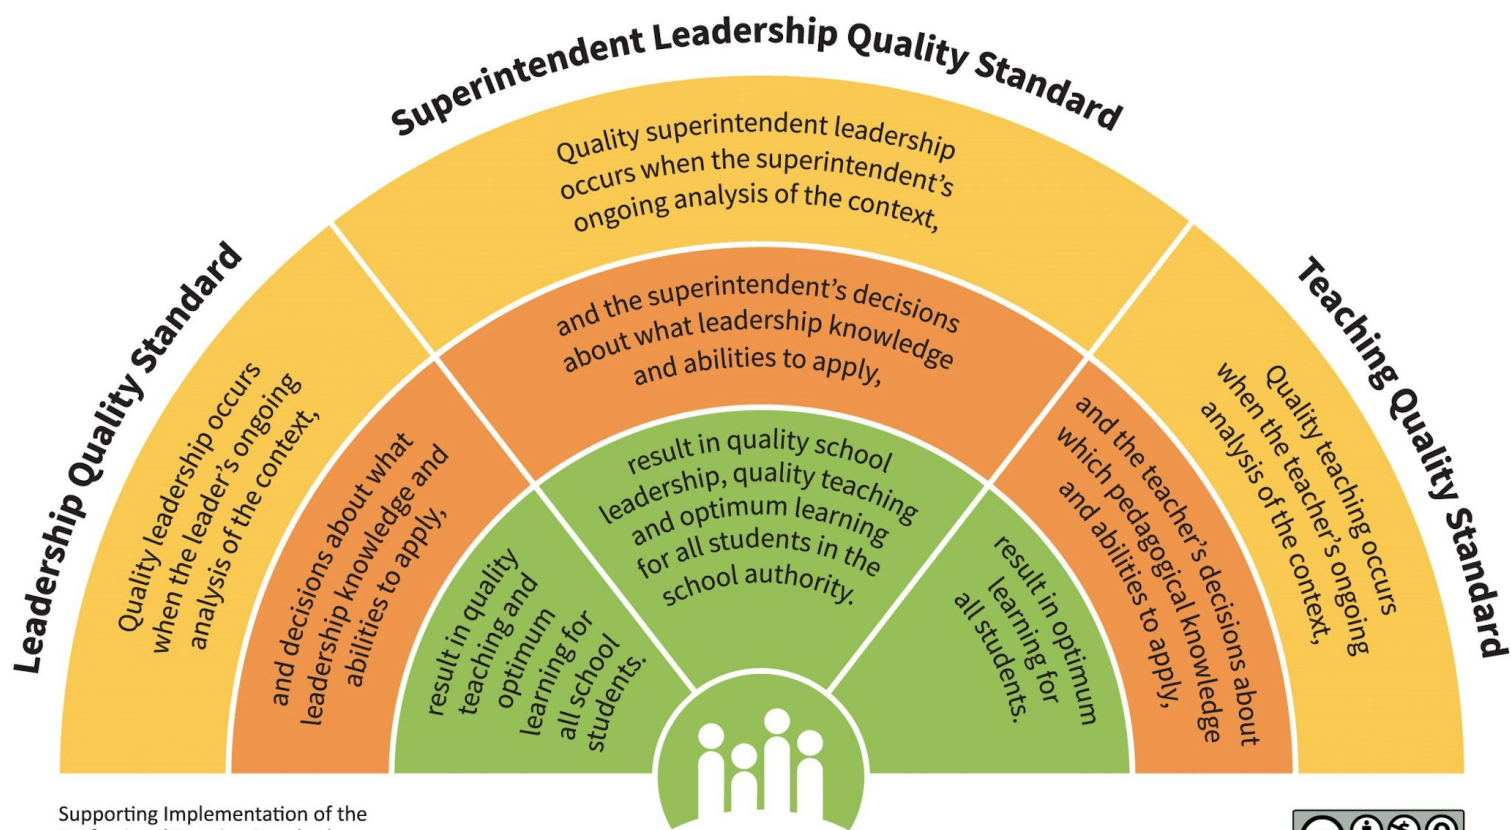 Superintendent Leadership Quality Standard
Quality superintendent leadership
occurs when the superintendent's
ongoing analysis of the context,
and the superintendent's decisions
about what leadership knowledge
and abilities to apply,
result in quality school
leadership, quality teaching
and optimum learning
for all students in the
school authority.
Leadership Quality Standard
Quality leadership occurs
when the leader's ongoing
analysis of the context,
and decisions about what
leadership knowledge and
abilities to apply,
result in quality
teaching and
optimum
learning for
all school
students.
Teaching Quality Standard
Quality teaching occurs
when the teacher's ongoing
analysis of the context,
and the teacher's decisions about
which pedagogical knowledge
and abilities to apply,
result in optimum
learning for
all students.
Supporting Implementation of the